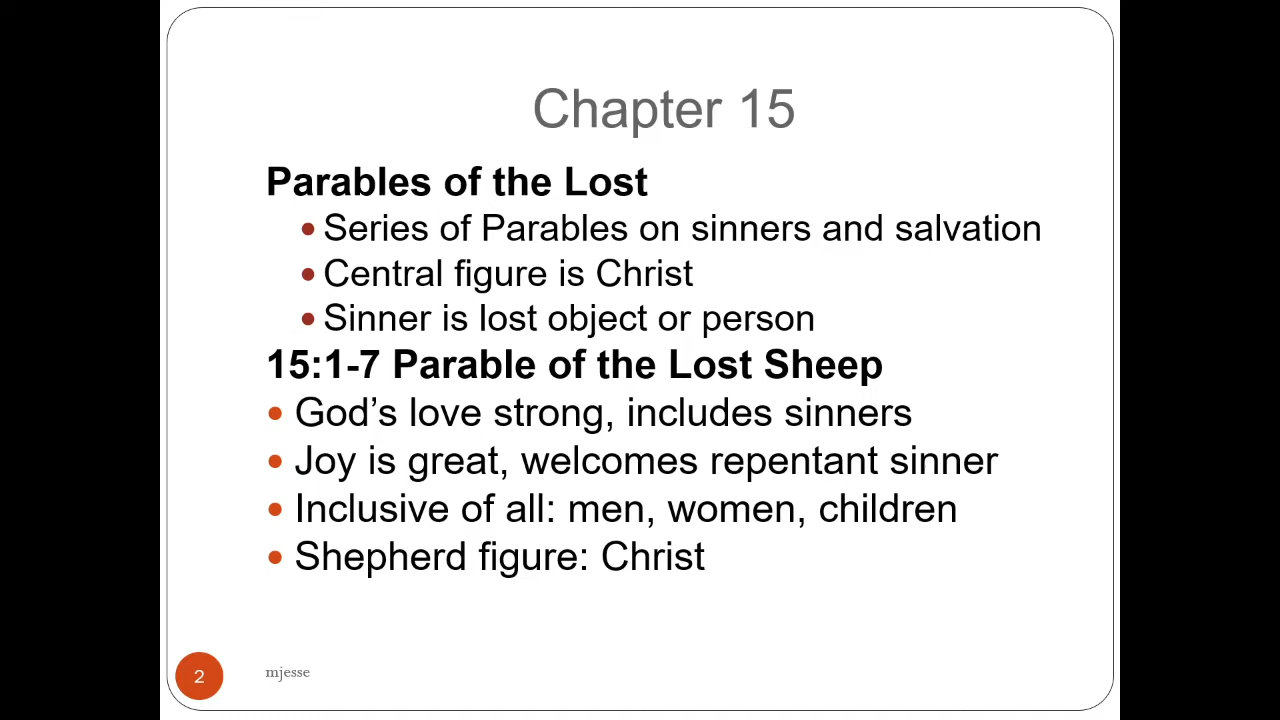 Chapter 15
Parables of the Lost
• Series of Parables on sinners and salvation
• Central figure is Christ
• Sinner is lost object or person
15:1-7 Parable of the Lost Sheep
• God’s love strong, includes sinners
• Joy is great, welcomes repentant sinner
• Inclusive of all: men, women, children
• Shepherd figure: Christ
2
mjesse